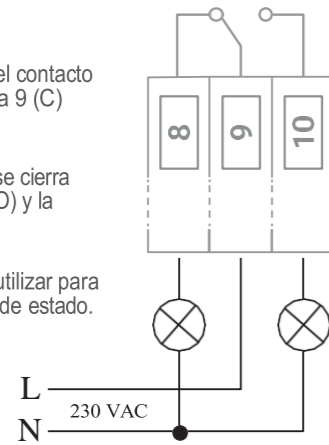 el contacto
a 9 (C)
se cierra
O) y la
utilizar para
de estado.
8
9
10
L
230 VAC
N